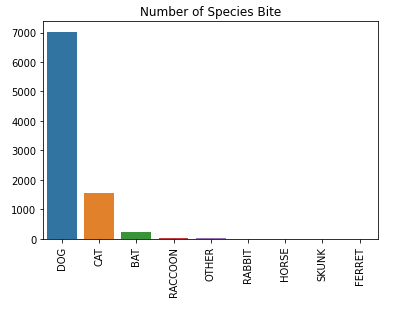 Number of Species Bite
7000
6000
5000
4000
3000
2000
1000
0
DOG
CAT
BAT
RACCOON
OTHER
RABBIT
HORSE
SKUNK
FERRET